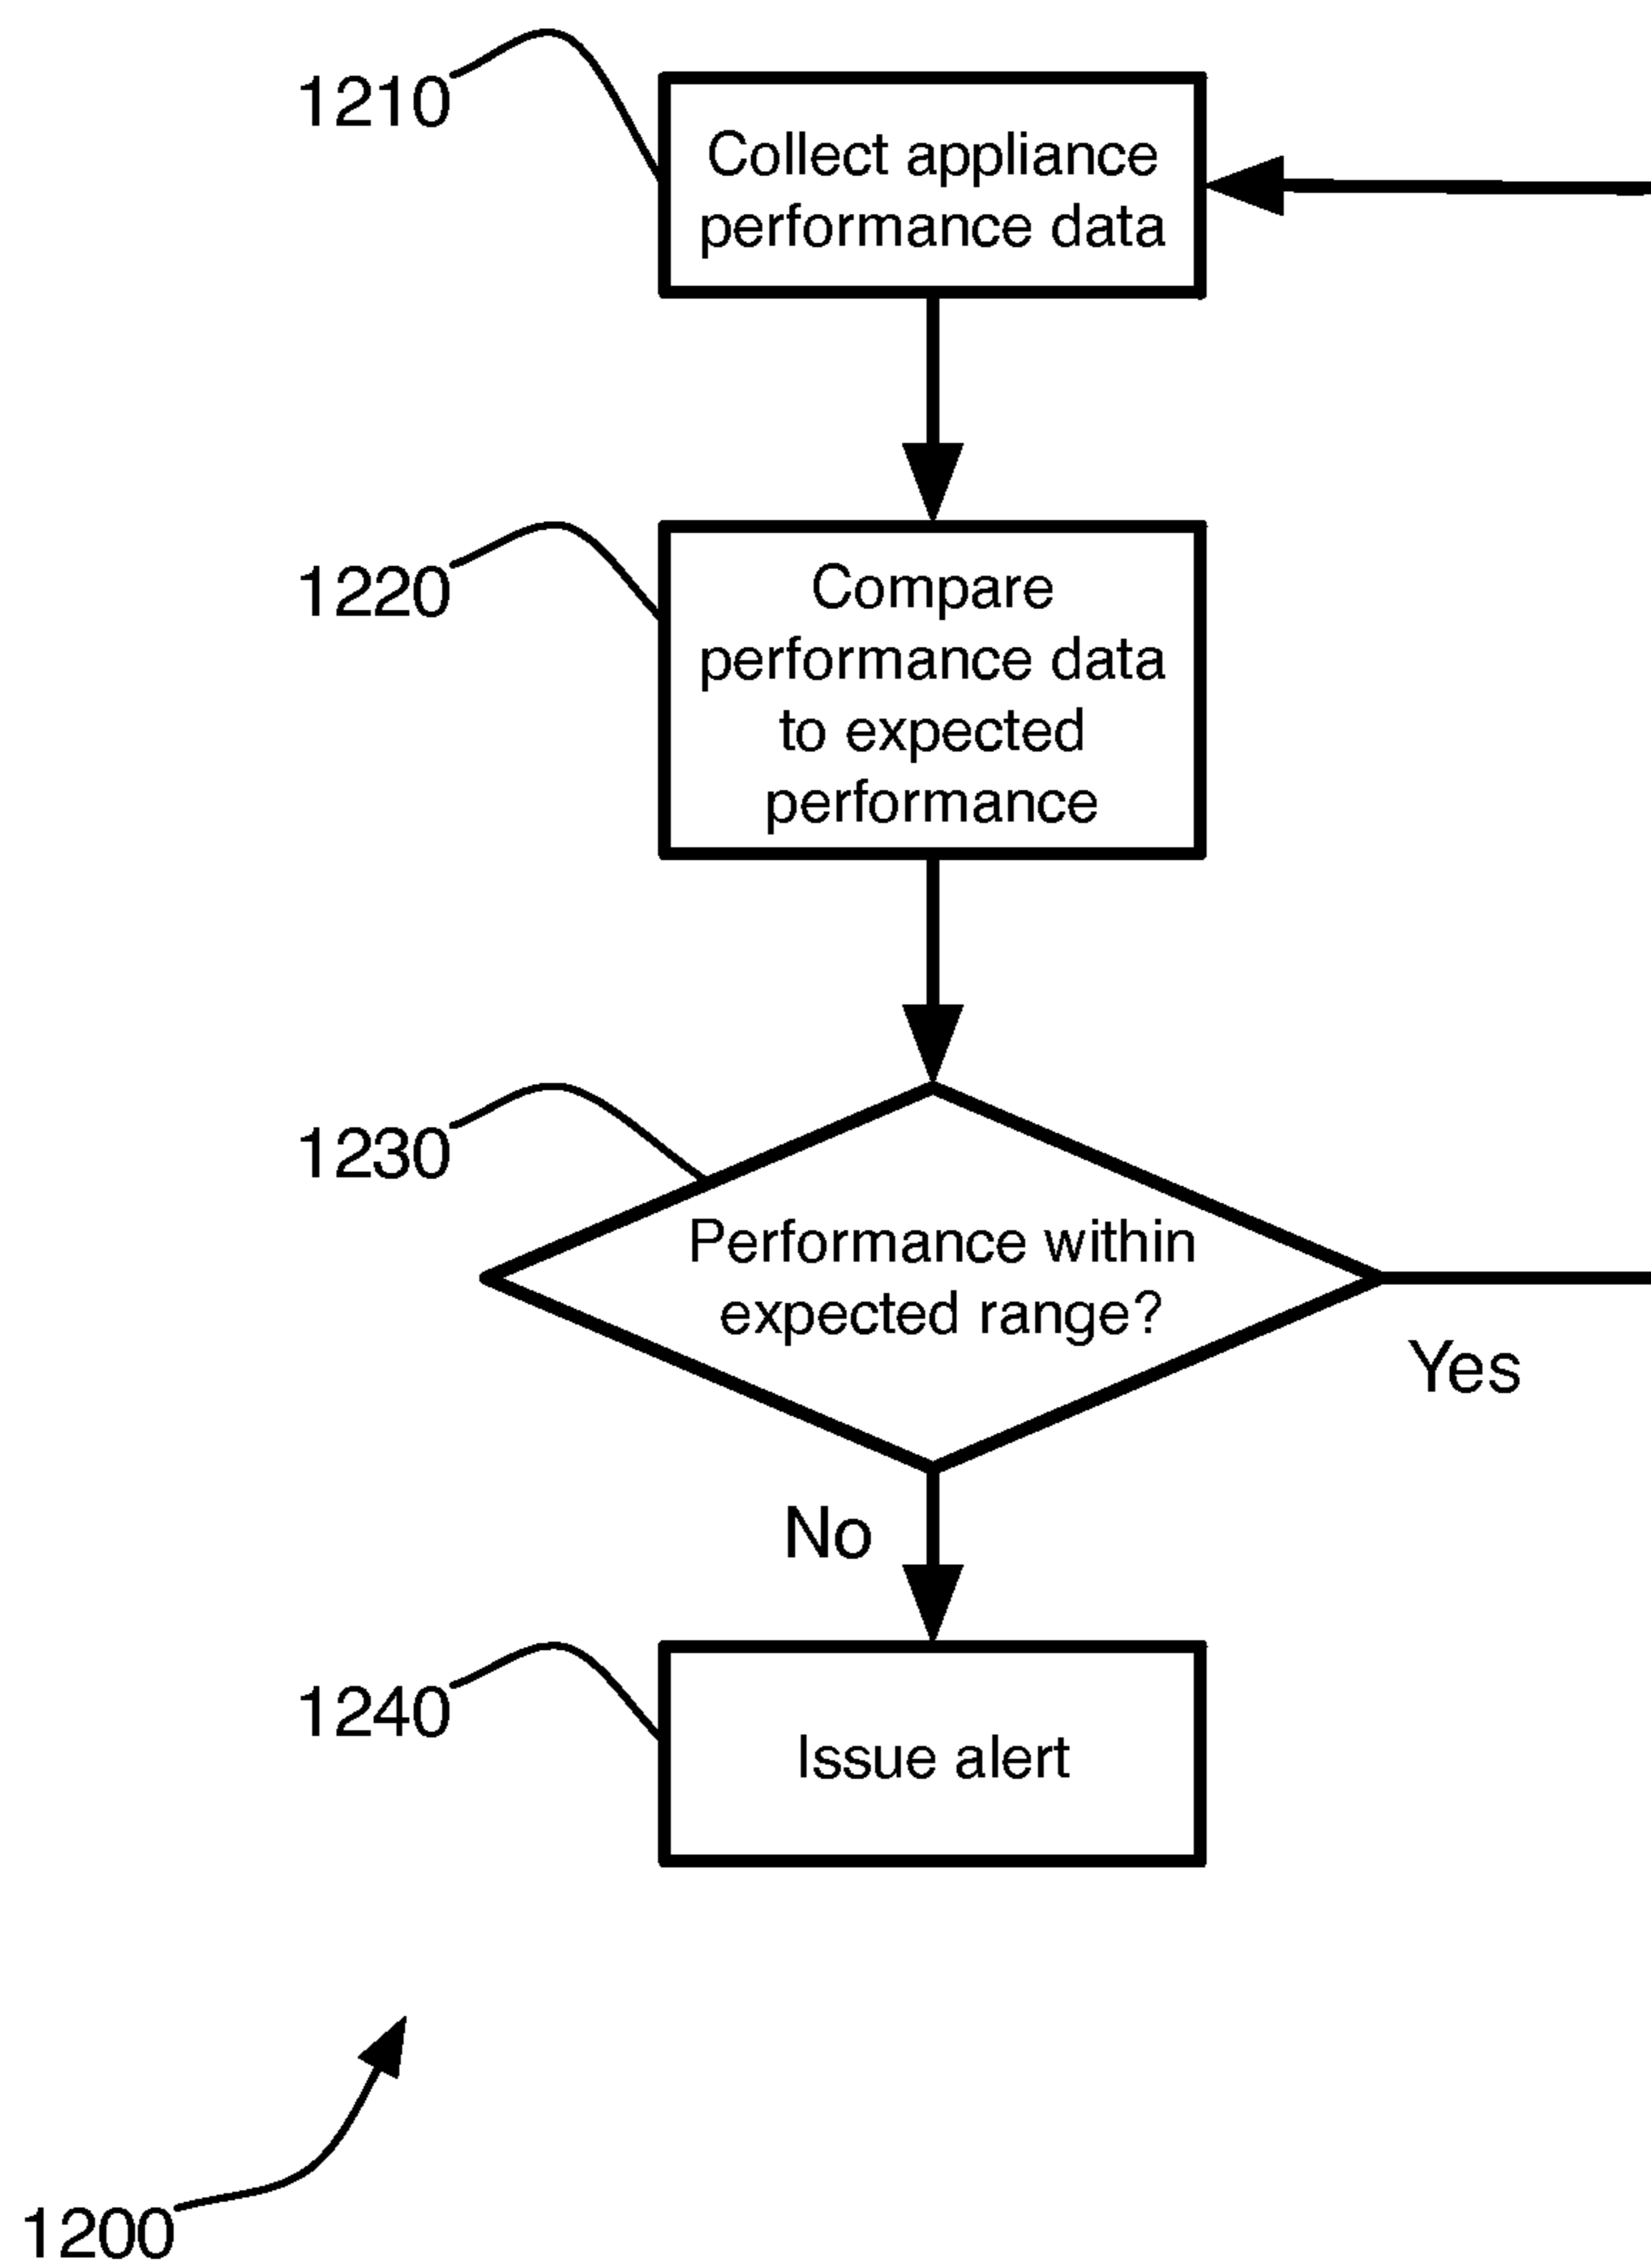 1210
Collect appliance
performance data
1220
Compare
performance data
to expected
performance
1230
Performance within
expected range?
Yes
No
1240
Issue alert
1200